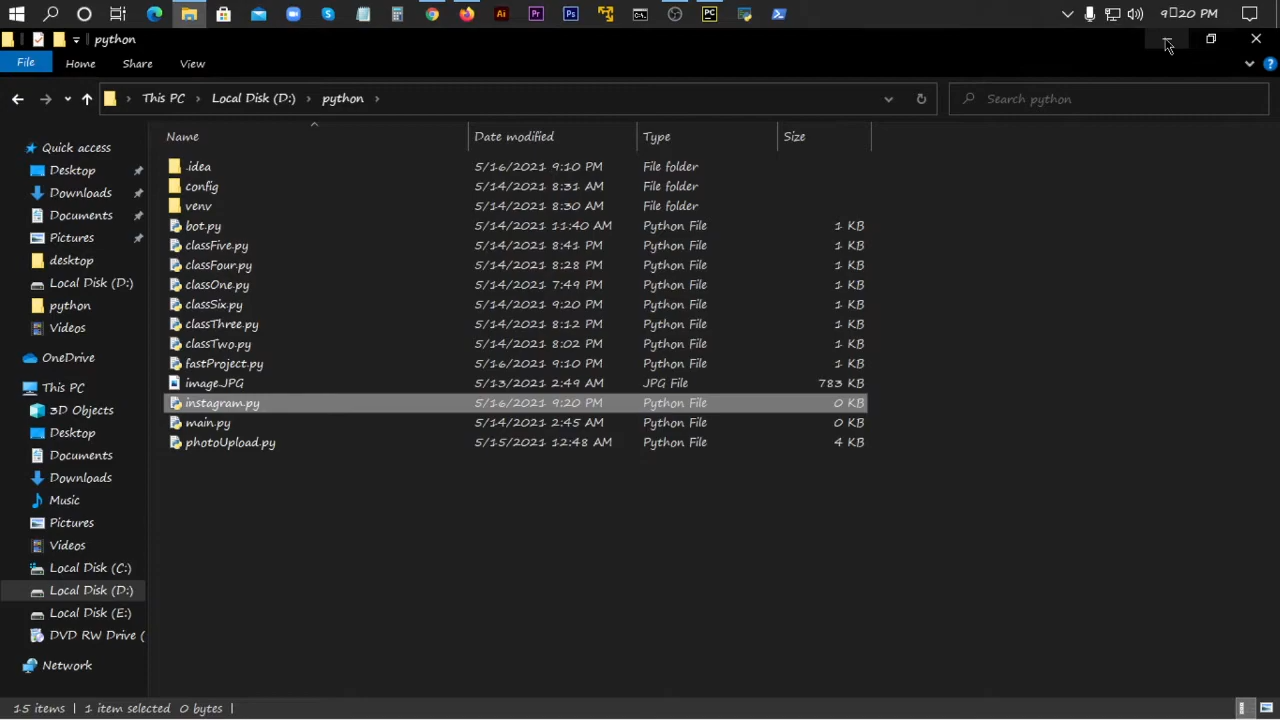 9:20 PM
python
File Home Share View
This PC Local Disk (D:) python
Search python
Name Date modified Type Size
Quick access
Desktop
Downloads
Documents
Pictures
desktop
Local Disk (D:)
python
Videos
OneDrive
This PC
3D Objects
Desktop
Documents
Downloads
Music
Pictures
Videos
Local Disk (C:)
Local Disk (D:)
Local Disk (E:)
DVD RW Drive (
Network
.idea 5/16/2021 9:10 PM File folder
config 5/14/2021 8:31 AM File folder
venv 5/14/2021 8:30 AM File folder
bot.py 5/14/2021 11:40 AM Python File 1 KB
classFive.py 5/14/2021 8:41 PM Python File 1 KB
classFour.py 5/14/2021 8:28 PM Python File 1 KB
classOne.py 5/14/2021 7:49 PM Python File 1 KB
classSix.py 5/14/2021 9:20 PM Python File 1 KB
classThree.py 5/14/2021 8:12 PM Python File 1 KB
classTwo.py 5/14/2021 8:02 PM Python File 1 KB
fastProject.py 5/16/2021 9:10 PM Python File 1 KB
image.JPG 5/13/2021 2:49 AM JPG File 783 KB
instagram.py 5/16/2021 9:20 PM Python File 0 KB
main.py 5/14/2021 2:45 AM Python File 0 KB
photoUpload.py 5/15/2021 12:48 AM Python File 4 KB
15 items 1 item selected 0 bytes